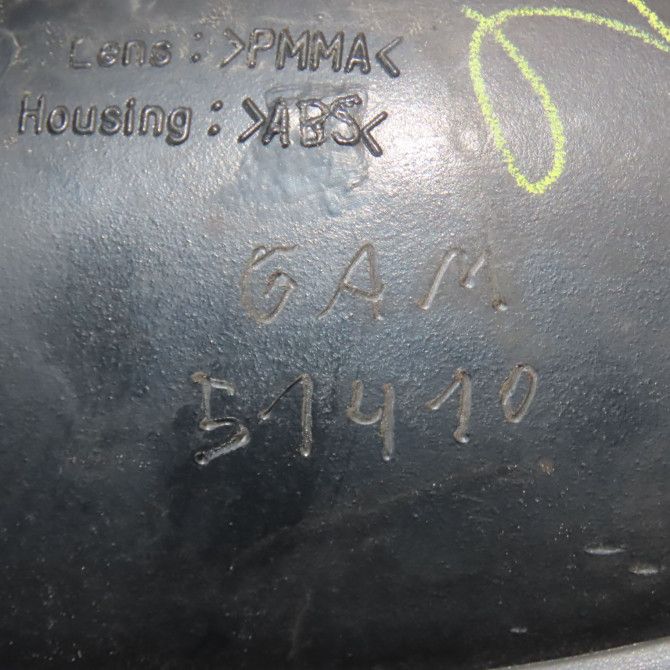 Lens : >PMMA<
Housing : >ABS<
GAM
51410